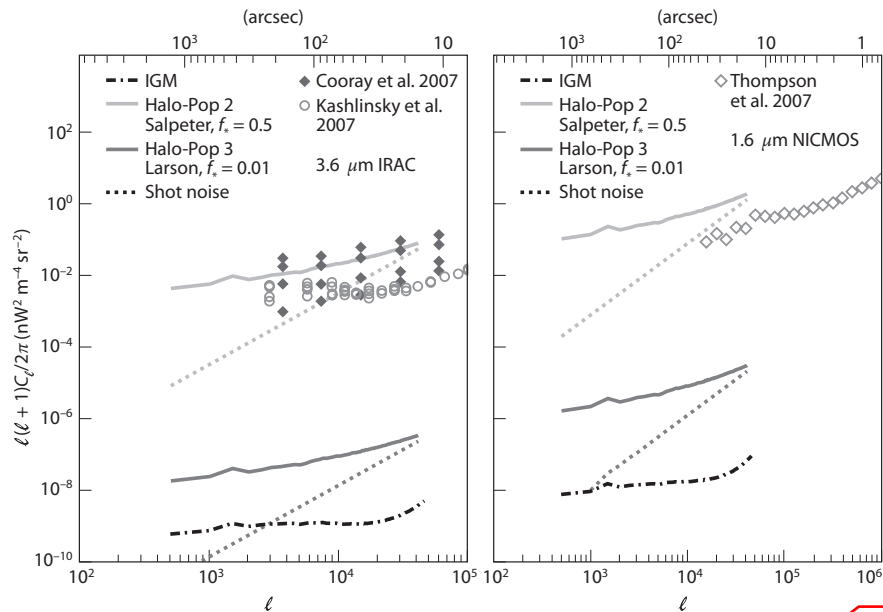 (arcsec)
10³ 10² 10
IGM
Halo-Pop 2
Salpeter, f* = 0.5
Halo-Pop 3
Larson, f* = 0.01
Shot noise
Cooray et al. 2007
Kashlinsky et al.
2007
3.6 μm IRAC
ℓ(ℓ + 1)Cℓ/2π (nW² m⁻⁴ sr⁻²)
10²
10⁰
10⁻²
10⁻⁴
10⁻⁶
10⁻⁸
10⁻¹⁰
10² 10³ 10⁴ 10⁵
ℓ
(arcsec)
10³ 10² 10 1
IGM
Halo-Pop 2
Salpeter, f* = 0.5
Halo-Pop 3
Larson, f* = 0.01
Shot noise
Thompson
et al. 2007
1.6 μm NICMOS
10² 10³ 10⁴ 10⁵ 10⁶
ℓ